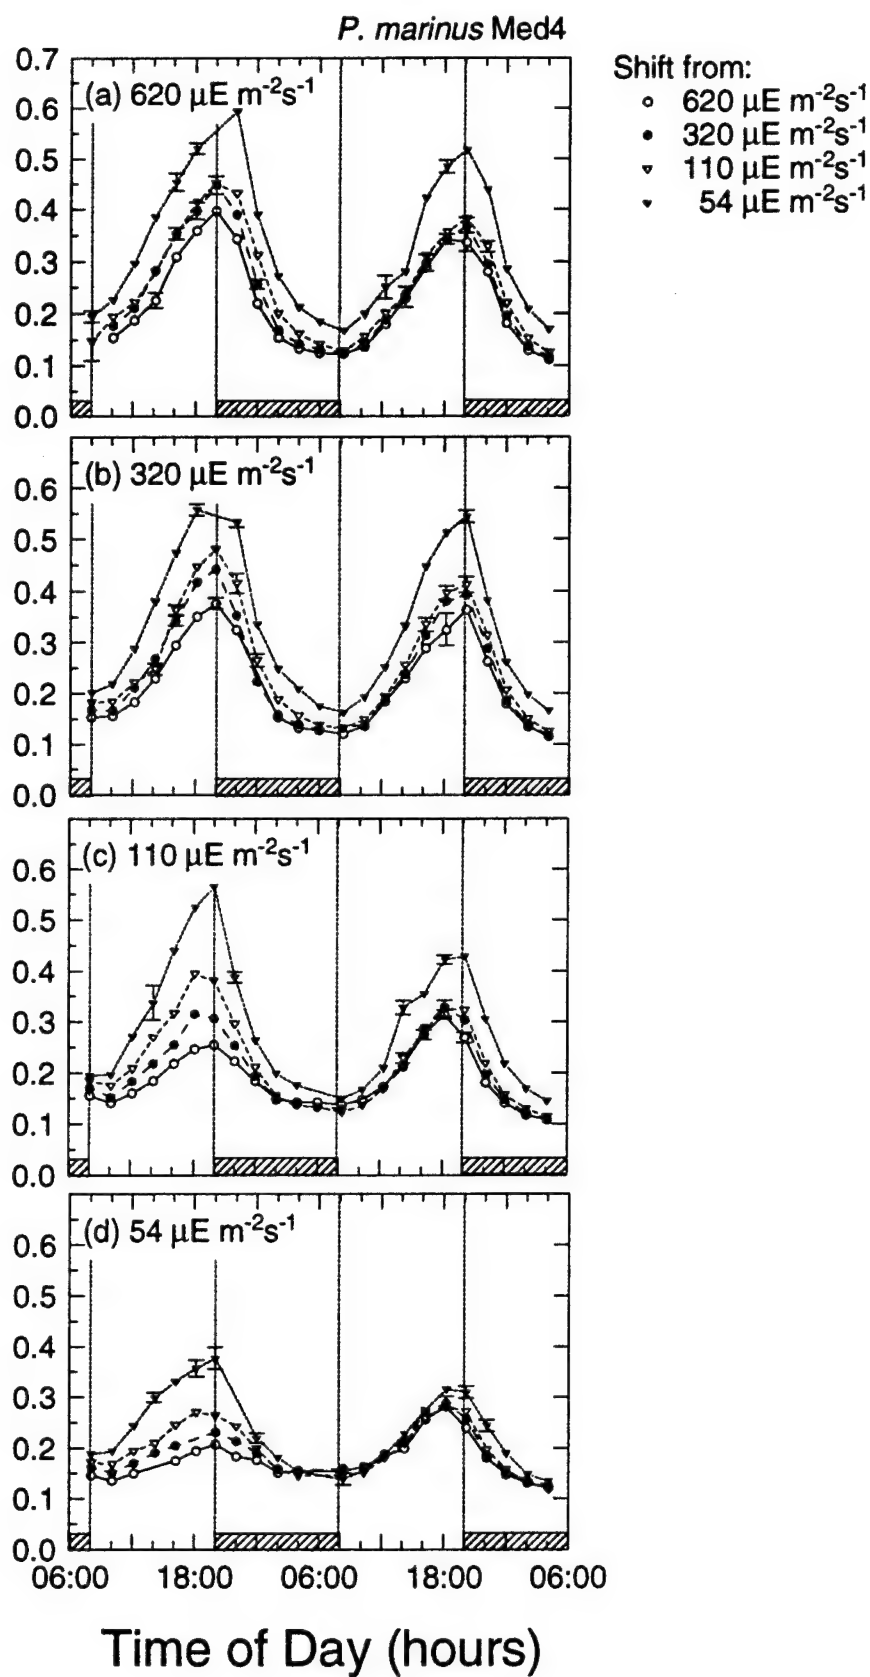 P. marinus Med4
Shift from:
620 µE m-2s-1
320 µE m-2s-1
110 µE m-2s-1
54 µE m-2s-1
0.7
0.6
0.5
0.4
0.3
0.2
0.1
0.0
(a) 620 µE m-2s-1
0.6
0.5
0.4
0.3
0.2
0.1
0.0
(b) 320 µE m-2s-1
0.6
0.5
0.4
0.3
0.2
0.1
0.0
(c) 110 µE m-2s-1
0.6
0.5
0.4
0.3
0.2
0.1
0.0
(d) 54 µE m-2s-1
06:00 18:00 06:00 18:00 06:00
Time of Day (hours)